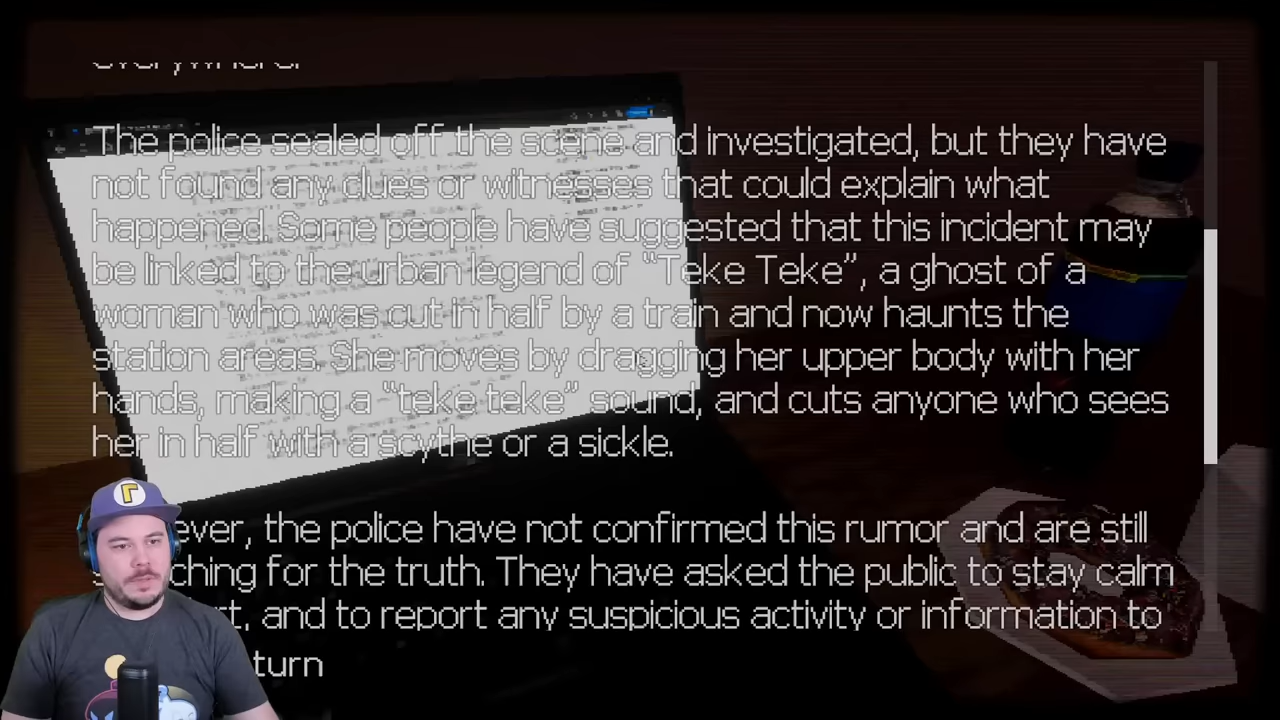 The police sealed off the scene and investigated, but they have
not found any clues or witnesses that could explain what
happened. Some people have suggested that this incident may
be linked to the urban legend of “Teke Teke”, a ghost of a
woman who was cut in half by a train and now haunts the
station areas. She moves by dragging her upper body with her
hands, making a “teke teke” sound, and cuts anyone who sees
her in half with a scythe or a sickle.
ever, the police have not confirmed this rumor and are still
ching for the truth. They have asked the public to stay calm
rt, and to report any suspicious activity or information to
turn